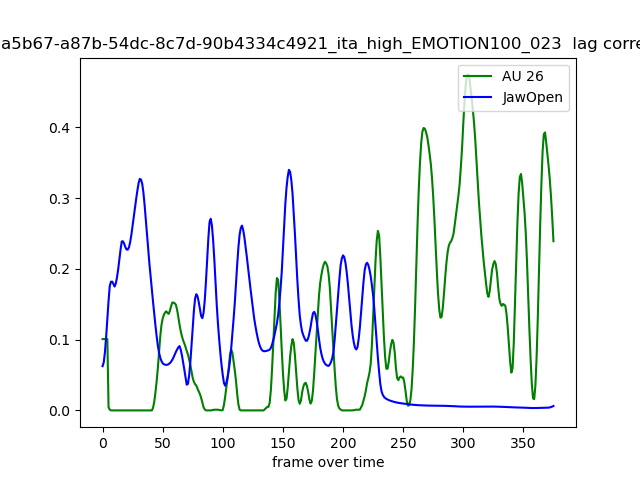 a5b67-a87b-54dc-8c7d-90b4334c4921_ita_high_EMOTION100_023 lag corre
AU 26
JawOpen
0.4
0.3
0.2
0.1
0.0
0 50 100 150 200 250 300 350
frame over time